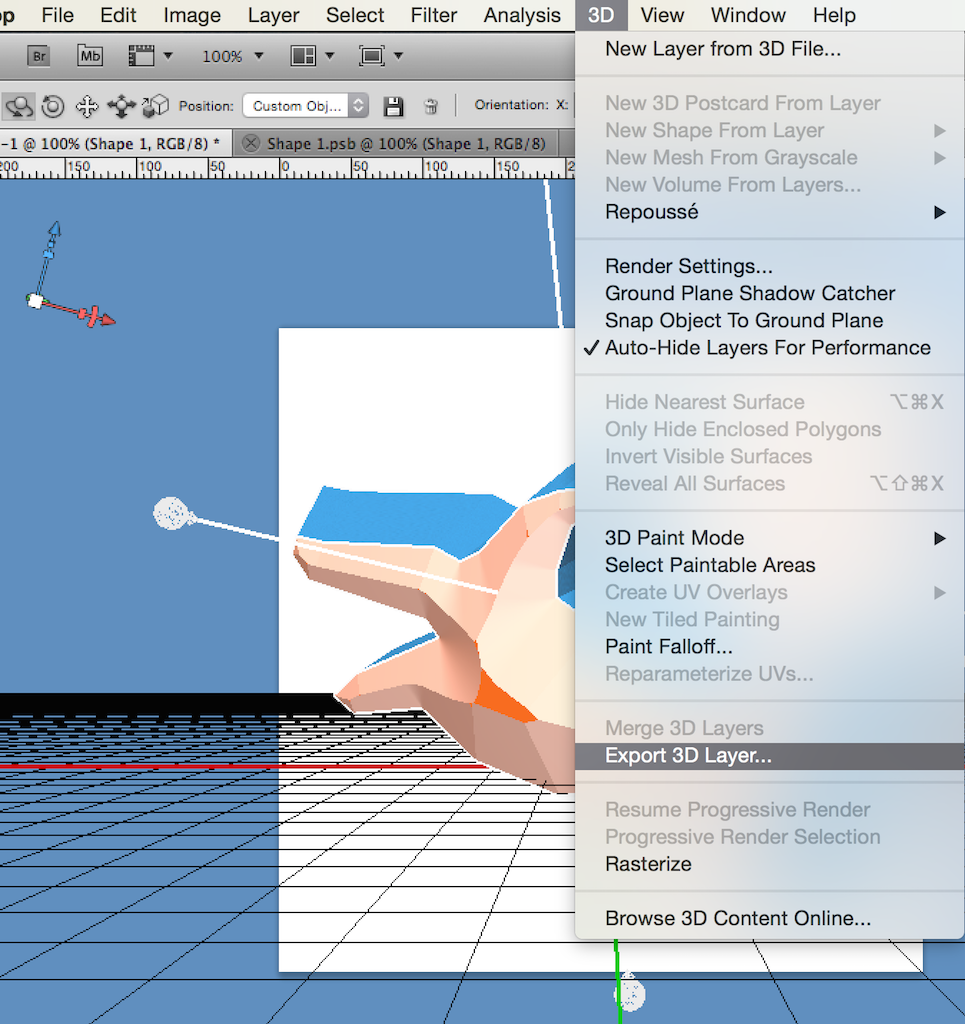 op File Edit Image Layer Select Filter Analysis 3D View Window Help
Br Mb 100%
Position: Custom Obj... Orientation: X:
-1 @ 100% (Shape 1, RGB/8) * Shape 1.psb @ 100% (Shape 1, RGB/8)
200 150 100 50 0 50 100 150 2
New Layer from 3D File...
New 3D Postcard From Layer
New Shape From Layer
New Mesh From Grayscale
New Volume From Layers...
Repoussé
Render Settings...
Ground Plane Shadow Catcher
Snap Object To Ground Plane
✓ Auto-Hide Layers For Performance
Hide Nearest Surface ⌥⌘X
Only Hide Enclosed Polygons
Invert Visible Surfaces
Reveal All Surfaces ⌥⇧⌘X
3D Paint Mode
Select Paintable Areas
Create UV Overlays
New Tiled Painting
Paint Falloff...
Reparameterize UVs...
Merge 3D Layers
Export 3D Layer...
Resume Progressive Render
Progressive Render Selection
Rasterize
Browse 3D Content Online...